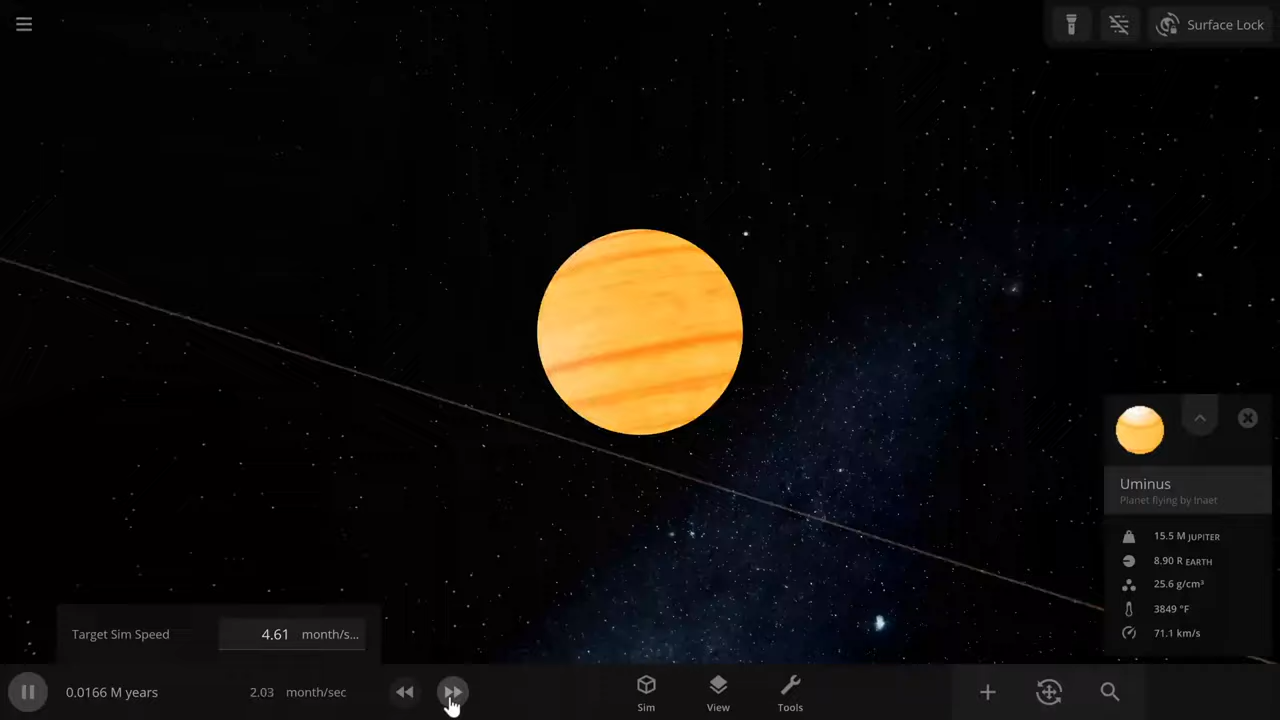 Surface Lock
Uminus
Planet flying by Inaet
15.5 M JUPITER
8.90 R EARTH
25.6 g/cm³
3849 °F
71.1 km/s
Target Sim Speed 4.61 month/s...
0.0166 M years 2.03 month/sec
Sim View Tools